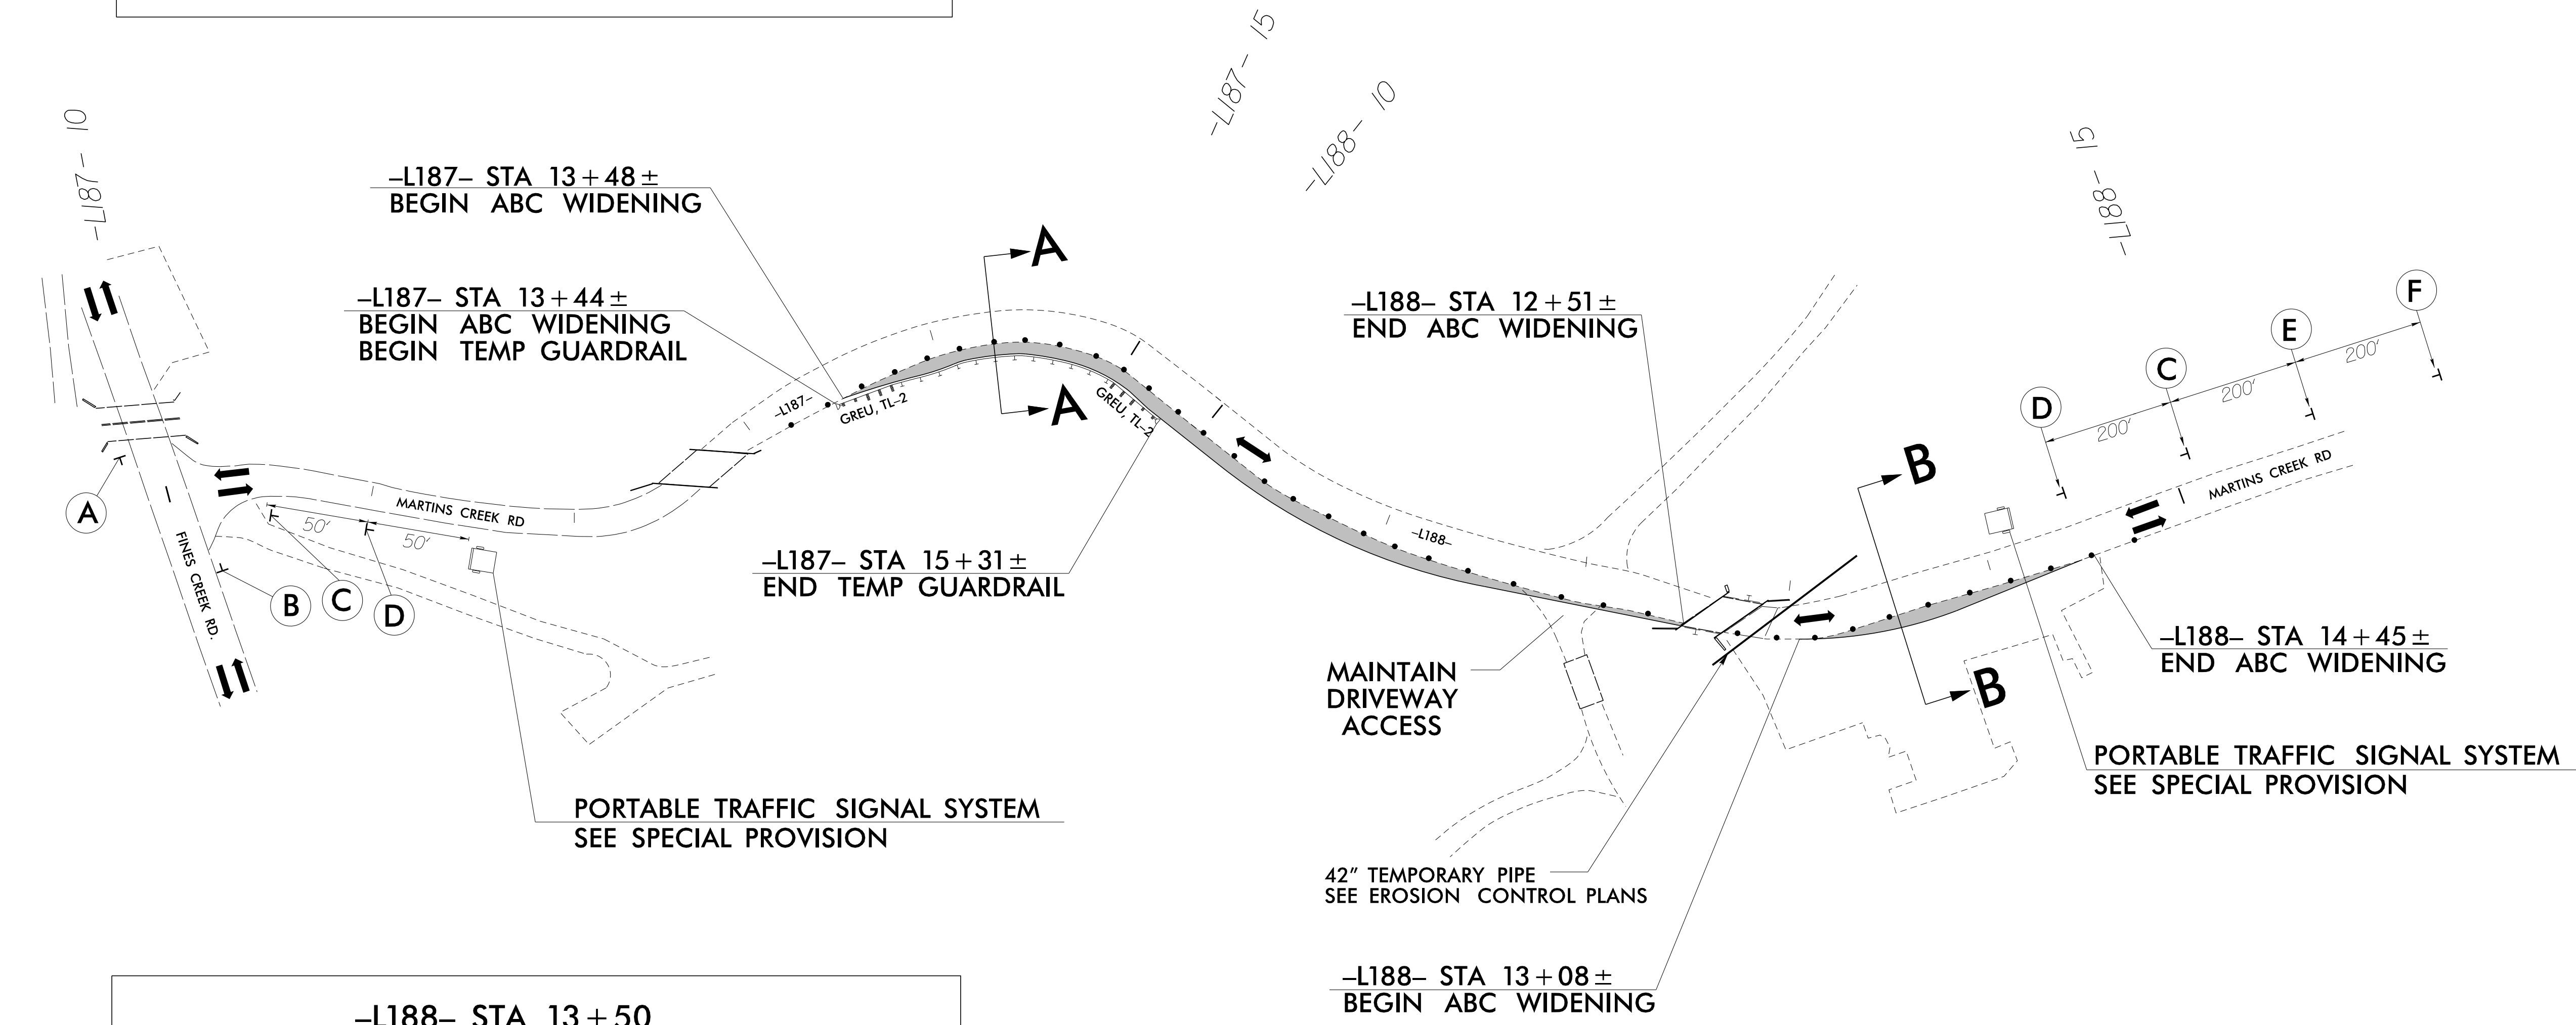 -L187- 10
-L187- 15
-L188- 10
-L188- 15
–L187– STA 13+48±
BEGIN ABC WIDENING
–L187– STA 13+44±
BEGIN ABC WIDENING
BEGIN TEMP GUARDRAIL
A
A
–L188– STA 12+51±
END ABC WIDENING
F
E
C
D
200'
200'
200'
–L187–
GREU, TL–2
GREU, TL–2
A
MARTINS CREEK RD
50'
50'
FINES CREEK RD.
B
C
D
–L187– STA 15+31±
END TEMP GUARDRAIL
–L188–
B
B
MARTINS CREEK RD
MAINTAIN
DRIVEWAY
ACCESS
–L188– STA 14+45±
END ABC WIDENING
PORTABLE TRAFFIC SIGNAL SYSTEM
SEE SPECIAL PROVISION
PORTABLE TRAFFIC SIGNAL SYSTEM
SEE SPECIAL PROVISION
42" TEMPORARY PIPE
SEE EROSION CONTROL PLANS
–L188– STA 13+08±
BEGIN ABC WIDENING
–L188– STA 13+50